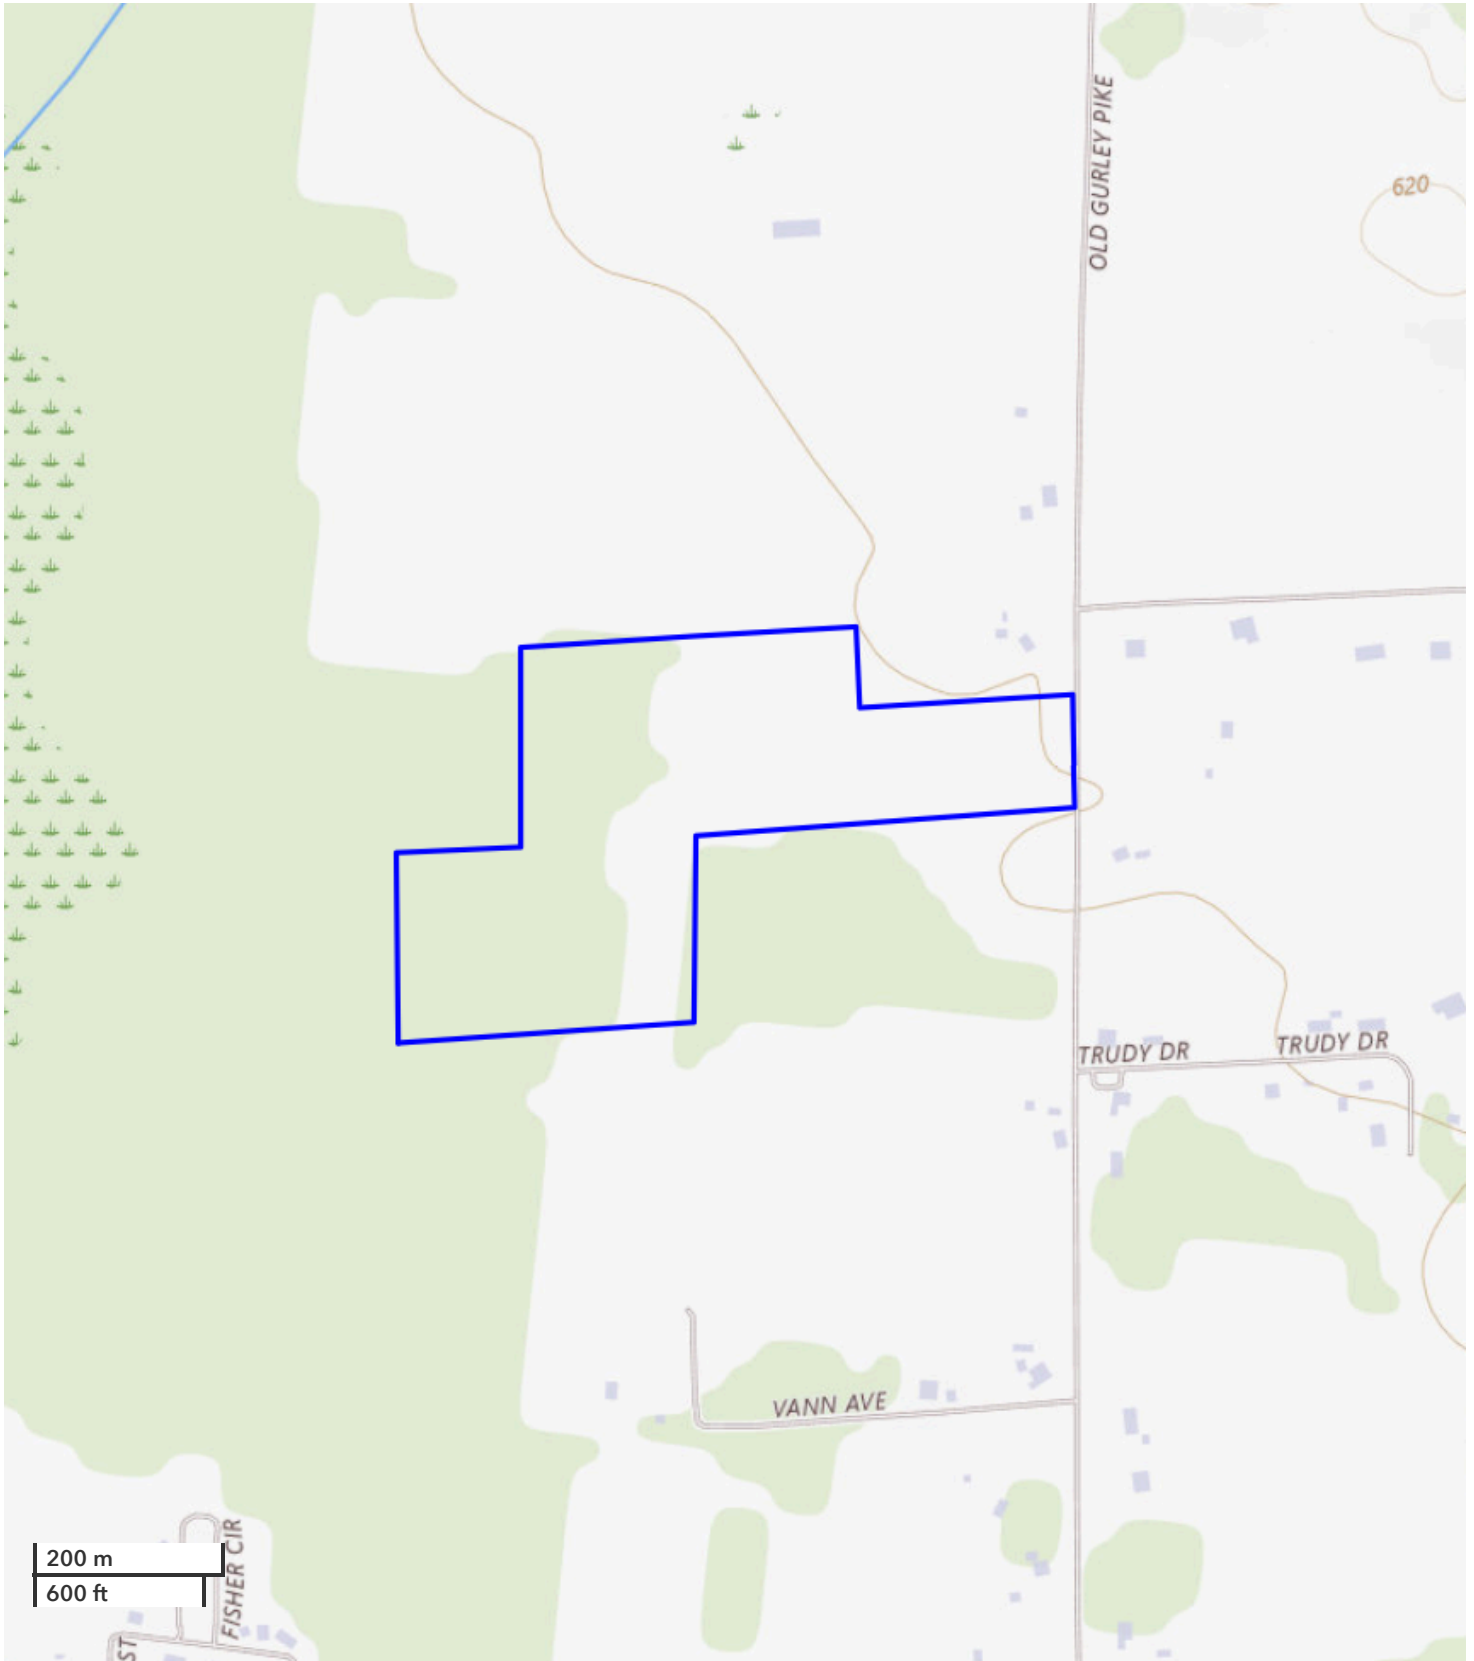 OLD GURLEY PIKE
620
TRUDY DR
TRUDY DR
VANN AVE
FISHER CIR
ST
200 m
600 ft